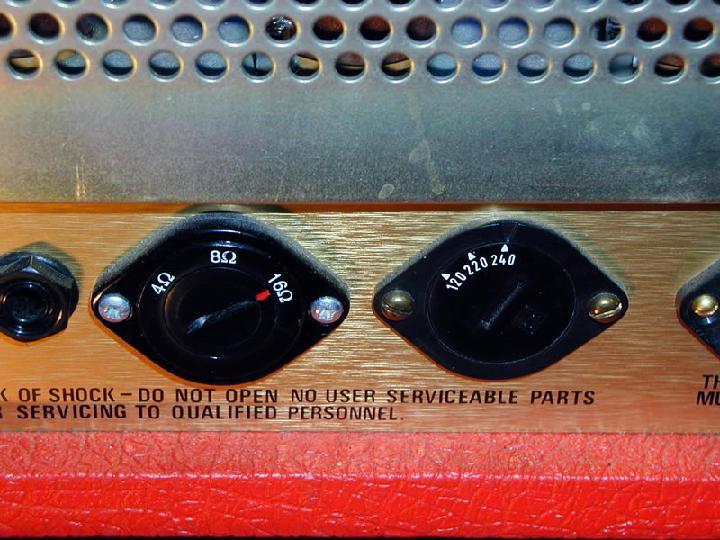 4Ω 8Ω 16Ω
120 220 240
OF SHOCK – DO NOT OPEN NO USER SERVICEABLE PARTS
SERVICING TO QUALIFIED PERSONNEL.